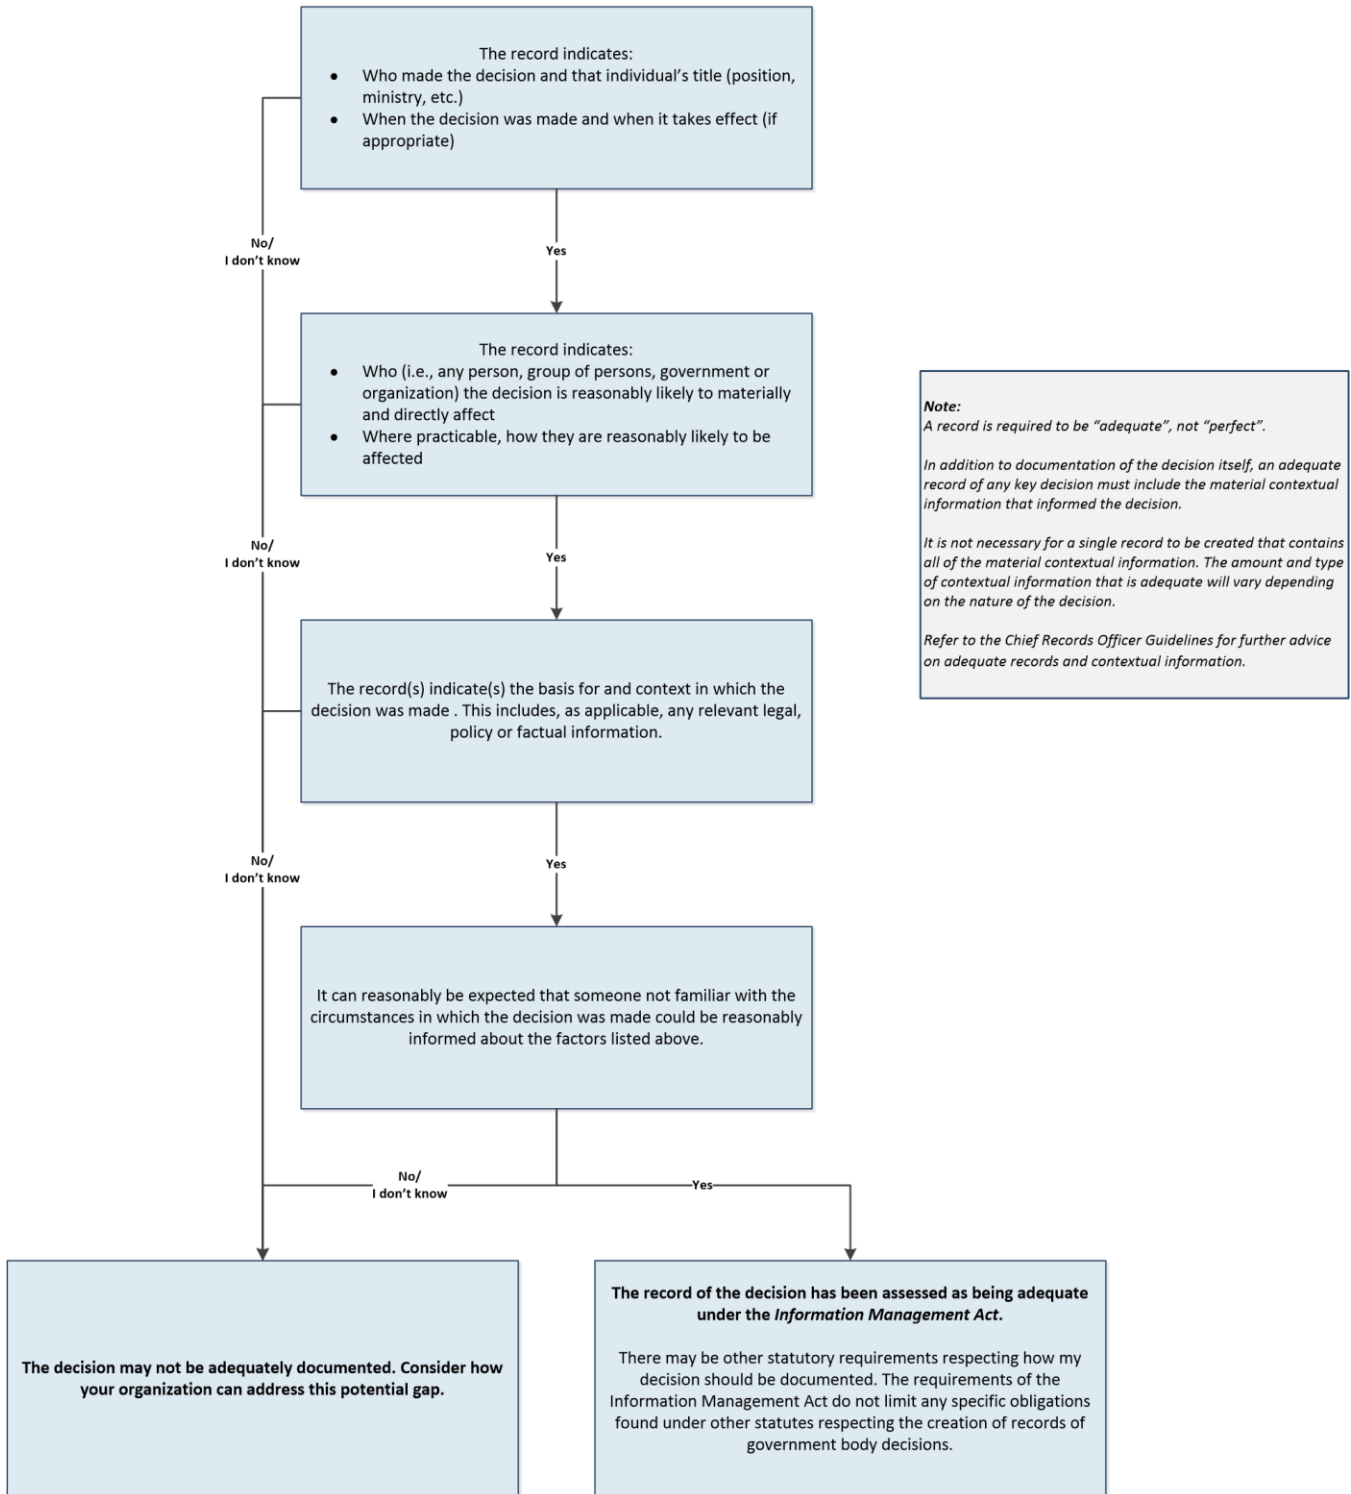 The record indicates:
● Who made the decision and that individual’s title (position,
ministry, etc.)
● When the decision was made and when it takes effect (if
appropriate)
No/
I don’t know
Yes
The record indicates:
● Who (i.e., any person, group of persons, government or
organization) the decision is reasonably likely to materially
and directly affect
● Where practicable, how they are reasonably likely to be
affected
Note:
A record is required to be “adequate”, not “perfect”.
In addition to documentation of the decision itself, an adequate
record of any key decision must include the material contextual
information that informed the decision.
It is not necessary for a single record to be created that contains
all of the material contextual information. The amount and type
of contextual information that is adequate will vary depending
on the nature of the decision.
Refer to the Chief Records Officer Guidelines for further advice
on adequate records and contextual information.
No/
I don’t know
Yes
The record(s) indicate(s) the basis for and context in which the
decision was made . This includes, as applicable, any relevant legal,
policy or factual information.
No/
I don’t know
Yes
It can reasonably be expected that someone not familiar with the
circumstances in which the decision was made could be reasonably
informed about the factors listed above.
No/
I don’t know
Yes
The decision may not be adequately documented. Consider how
your organization can address this potential gap.
The record of the decision has been assessed as being adequate
under the Information Management Act.
There may be other statutory requirements respecting how my
decision should be documented. The requirements of the
Information Management Act do not limit any specific obligations
found under other statutes respecting the creation of records of
government body decisions.